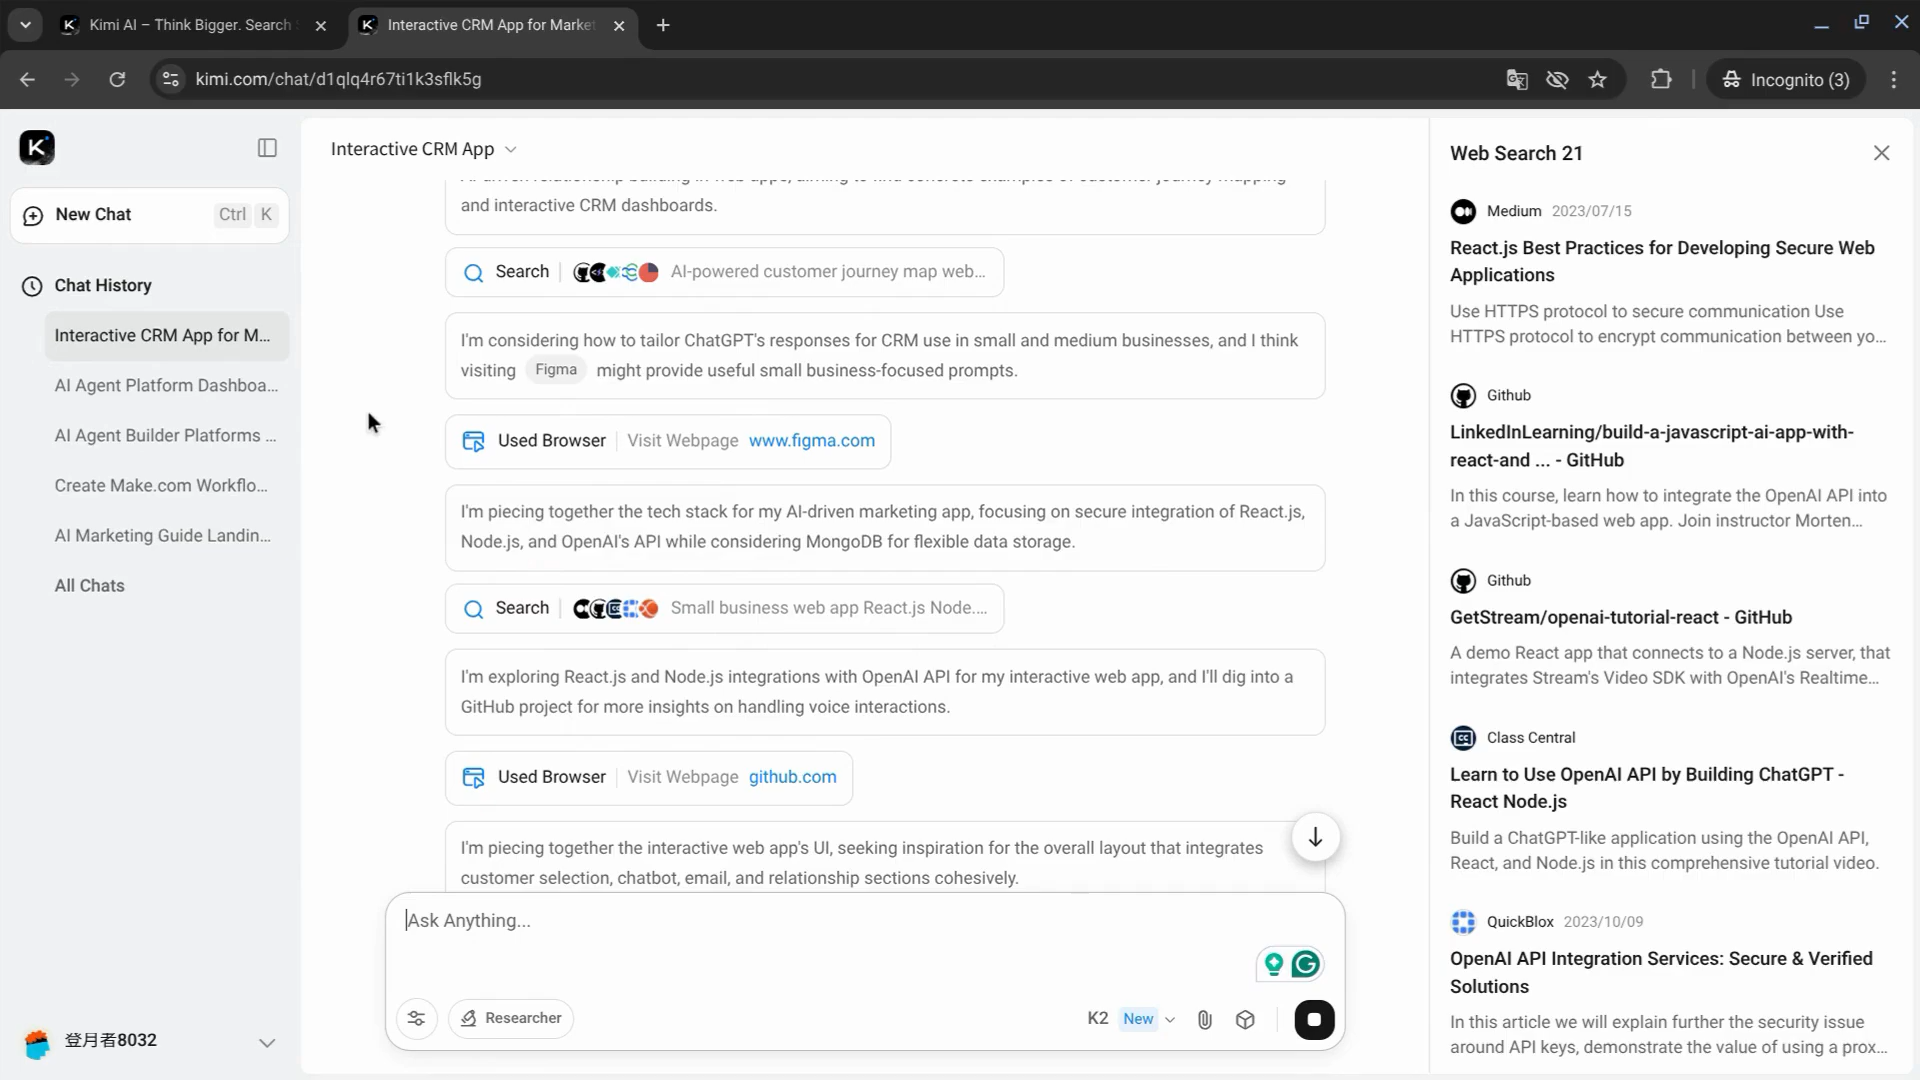 Kimi AI – Think Bigger. Search
Interactive CRM App for Market
kimi.com/chat/d1qlq4r67ti1k3sflk5g
Incognito (3)
New Chat
Ctrl K
Chat History
Interactive CRM App for M...
AI Agent Platform Dashboa...
AI Agent Builder Platforms ...
Create Make.com Workflo...
AI Marketing Guide Landin...
All Chats
登月者8032
Interactive CRM App
AI-driven relationship building in web apps, aiming to find concrete examples of customer journey mapping
and interactive CRM dashboards.
Search AI-powered customer journey map web...
I'm considering how to tailor ChatGPT's responses for CRM use in small and medium businesses, and I think
visiting Figma might provide useful small business-focused prompts.
Used Browser Visit Webpage www.figma.com
I'm piecing together the tech stack for my AI-driven marketing app, focusing on secure integration of React.js,
Node.js, and OpenAI's API while considering MongoDB for flexible data storage.
Search Small business web app React.js Node....
I'm exploring React.js and Node.js integrations with OpenAI API for my interactive web app, and I'll dig into a
GitHub project for more insights on handling voice interactions.
Used Browser Visit Webpage github.com
I'm piecing together the interactive web app's UI, seeking inspiration for the overall layout that integrates
customer selection, chatbot, email, and relationship sections cohesively.
Ask Anything...
Researcher
K2 New
Web Search 21
Medium 2023/07/15
React.js Best Practices for Developing Secure Web
Applications
Use HTTPS protocol to secure communication Use
HTTPS protocol to encrypt communication between yo...
Github
LinkedInLearning/build-a-javascript-ai-app-with-
react-and ... - GitHub
In this course, learn how to integrate the OpenAI API into
a JavaScript-based web app. Join instructor Morten...
Github
GetStream/openai-tutorial-react - GitHub
A demo React app that connects to a Node.js server, that
integrates Stream's Video SDK with OpenAI's Realtime...
Class Central
Learn to Use OpenAI API by Building ChatGPT -
React Node.js
Build a ChatGPT-like application using the OpenAI API,
React, and Node.js in this comprehensive tutorial video.
QuickBlox 2023/10/09
OpenAI API Integration Services: Secure & Verified
Solutions
In this article we will explain further the security issue
around API keys, demonstrate the value of using a prox...